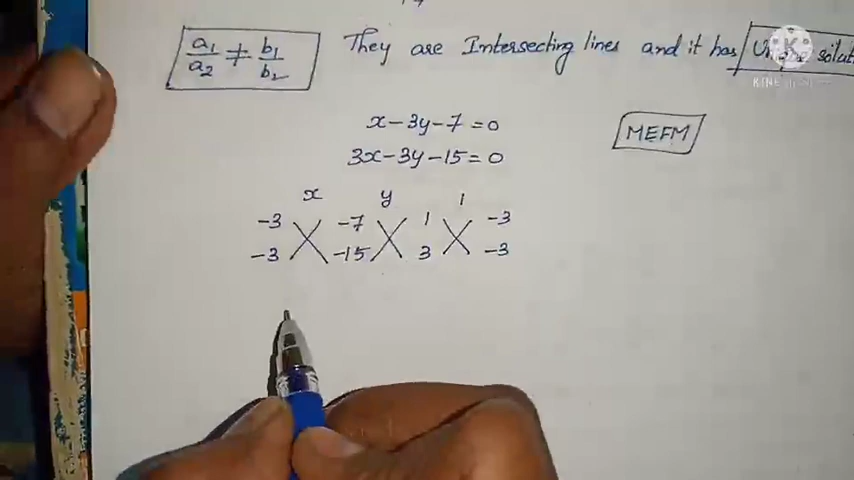 a₁/a₂ ≠ b₁/b₂ They are Intersecting lines and it has
x-3y-7=0
MEFM
3x-3y-15=0
x y 1
-3 -7 1 -3
-3 -15 3 -3
K